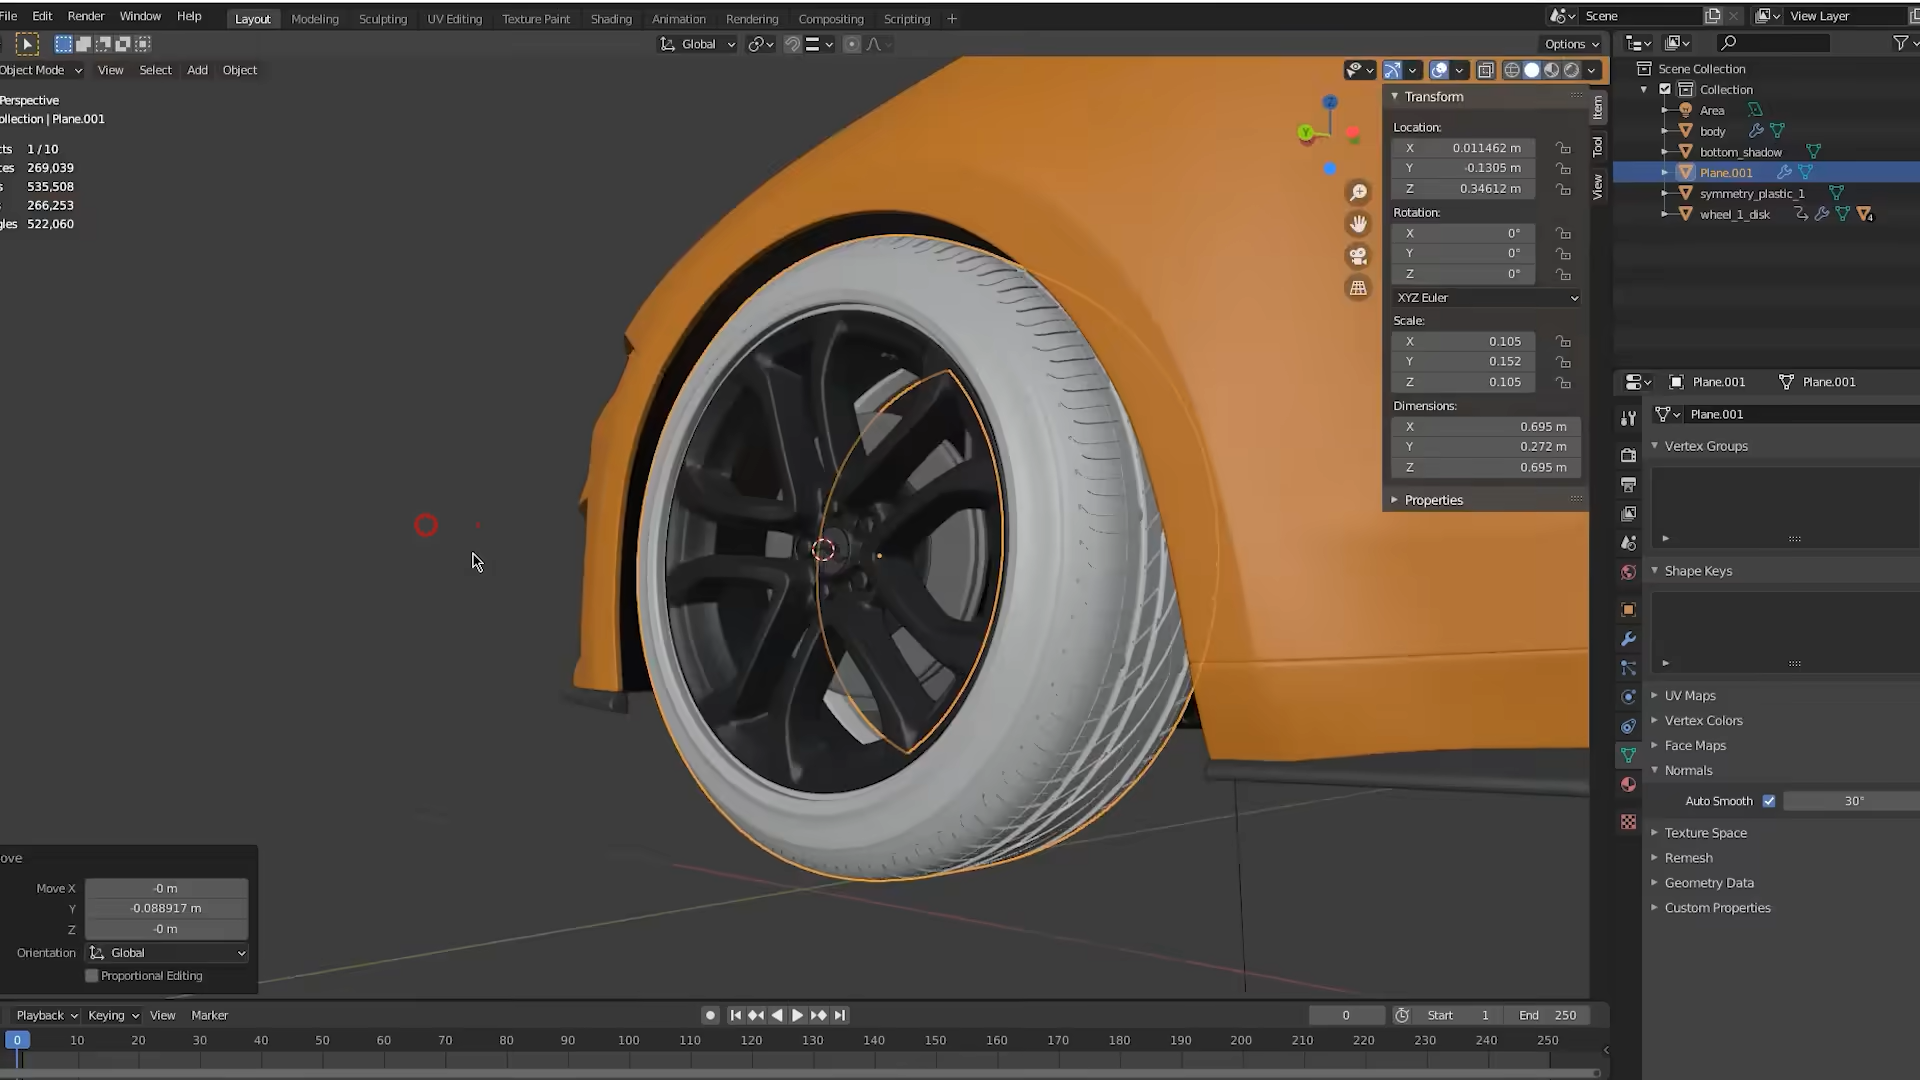 File Edit Render Window Help Layout Modeling Sculpting UV Editing Texture Paint Shading Animation Rendering Compositing Scripting + Scene View Layer
Global Options
Object Mode View Select Add Object
Perspective
ollection | Plane.001
cts 1/10
ces 269,039
s 535,508
s 266,253
gles 522,060
Transform
Location:
X 0.011462 m
Y -0.1305 m
Z 0.34612 m
Rotation:
X 0°
Y 0°
Z 0°
XYZ Euler
Scale:
X 0.105
Y 0.152
Z 0.105
Dimensions:
X 0.695 m
Y 0.272 m
Z 0.695 m
Properties
Item
Tool
View
Z
Y
Scene Collection
Collection
Area
body
bottom_shadow
Plane.001
symmetry_plastic_1
wheel_1_disk 4
Plane.001 Plane.001
Plane.001
Vertex Groups
Shape Keys
UV Maps
Vertex Colors
Face Maps
Normals
Auto Smooth 30°
Texture Space
Remesh
Geometry Data
Custom Properties
ove
Move X -0 m
Y -0.088917 m
Z -0 m
Orientation Global
Proportional Editing
Playback Keying View Marker 0 Start 1 End 250
0 10 20 30 40 50 60 70 80 90 100 110 120 130 140 150 160 170 180 190 200 210 220 230 240 250